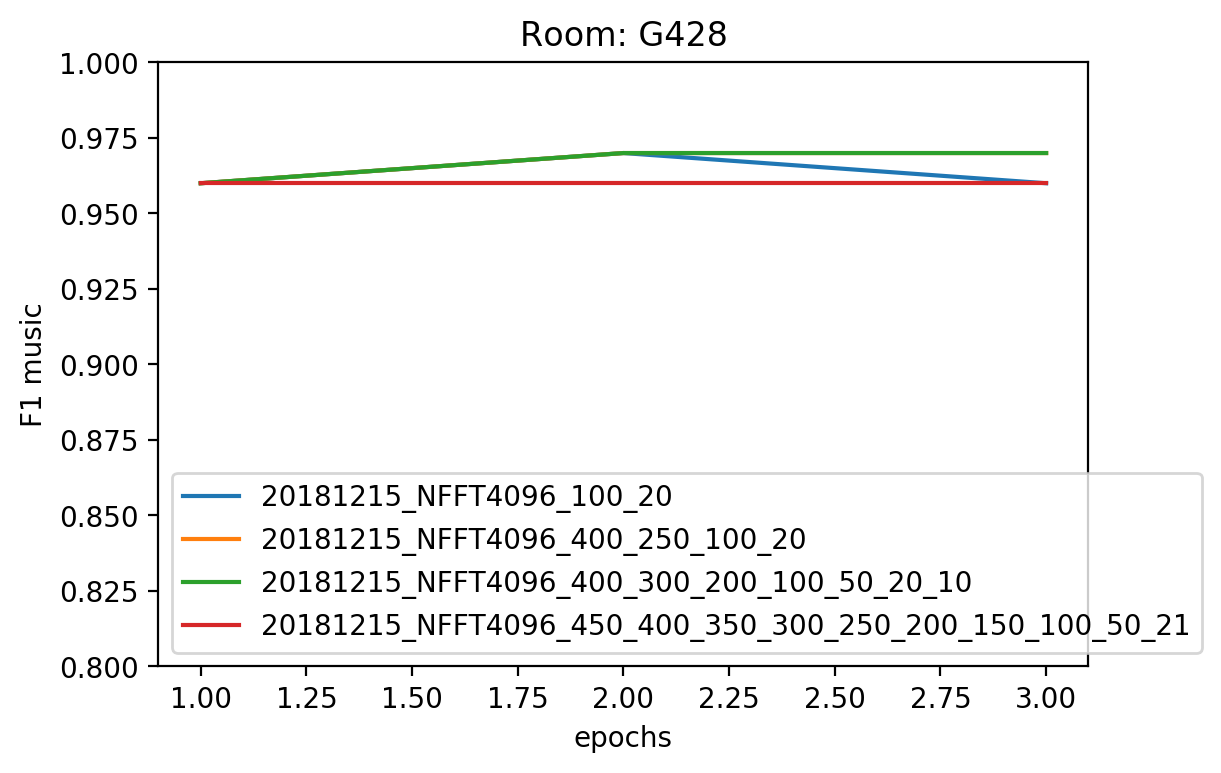 Room: G428
1.000
0.975
0.950
0.925
0.900
0.875
0.850
0.825
0.800
F1 music
20181215_NFFT4096_100_20
20181215_NFFT4096_400_250_100_20
20181215_NFFT4096_400_300_200_100_50_20_10
20181215_NFFT4096_450_400_350_300_250_200_150_100_50_21
1.00 1.25 1.50 1.75 2.00 2.25 2.50 2.75 3.00
epochs